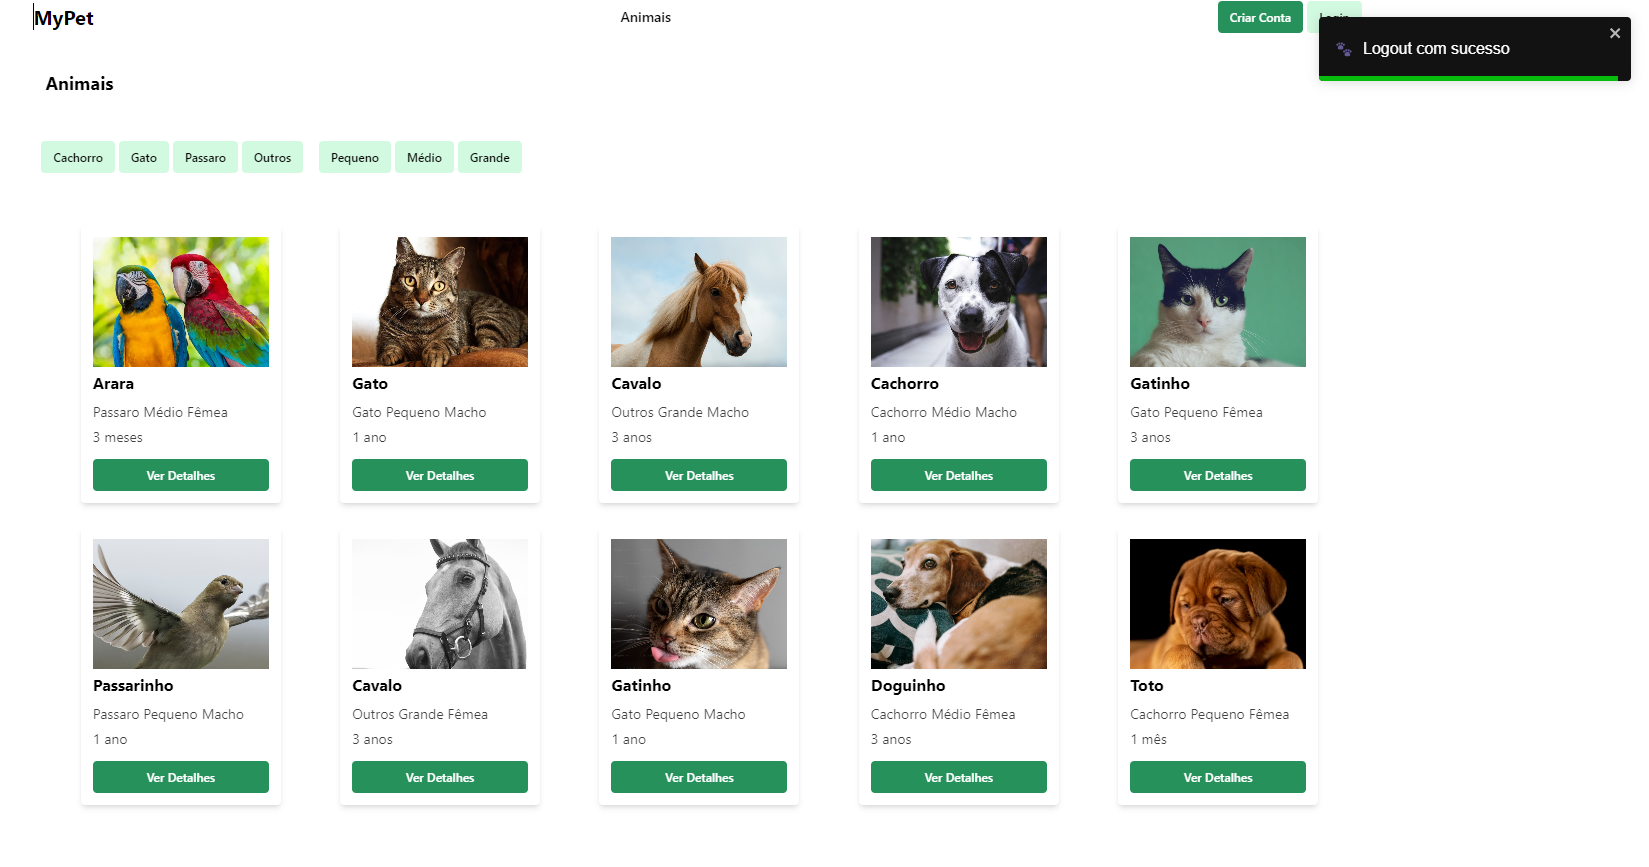 MyPet
Animais
Criar Conta
Login
Logout com sucesso
Animais
Cachorro
Gato
Passaro
Outros
Pequeno
Médio
Grande
Arara
Passaro Médio Fêmea
3 meses
Ver Detalhes
Gato
Gato Pequeno Macho
1 ano
Ver Detalhes
Cavalo
Outros Grande Macho
3 anos
Ver Detalhes
Cachorro
Cachorro Médio Macho
1 ano
Ver Detalhes
Gatinho
Gato Pequeno Fêmea
3 anos
Ver Detalhes
Passarinho
Passaro Pequeno Macho
1 ano
Ver Detalhes
Cavalo
Outros Grande Fêmea
3 anos
Ver Detalhes
Gatinho
Gato Pequeno Macho
1 ano
Ver Detalhes
Doguinho
Cachorro Médio Fêmea
3 anos
Ver Detalhes
Toto
Cachorro Pequeno Fêmea
1 mês
Ver Detalhes